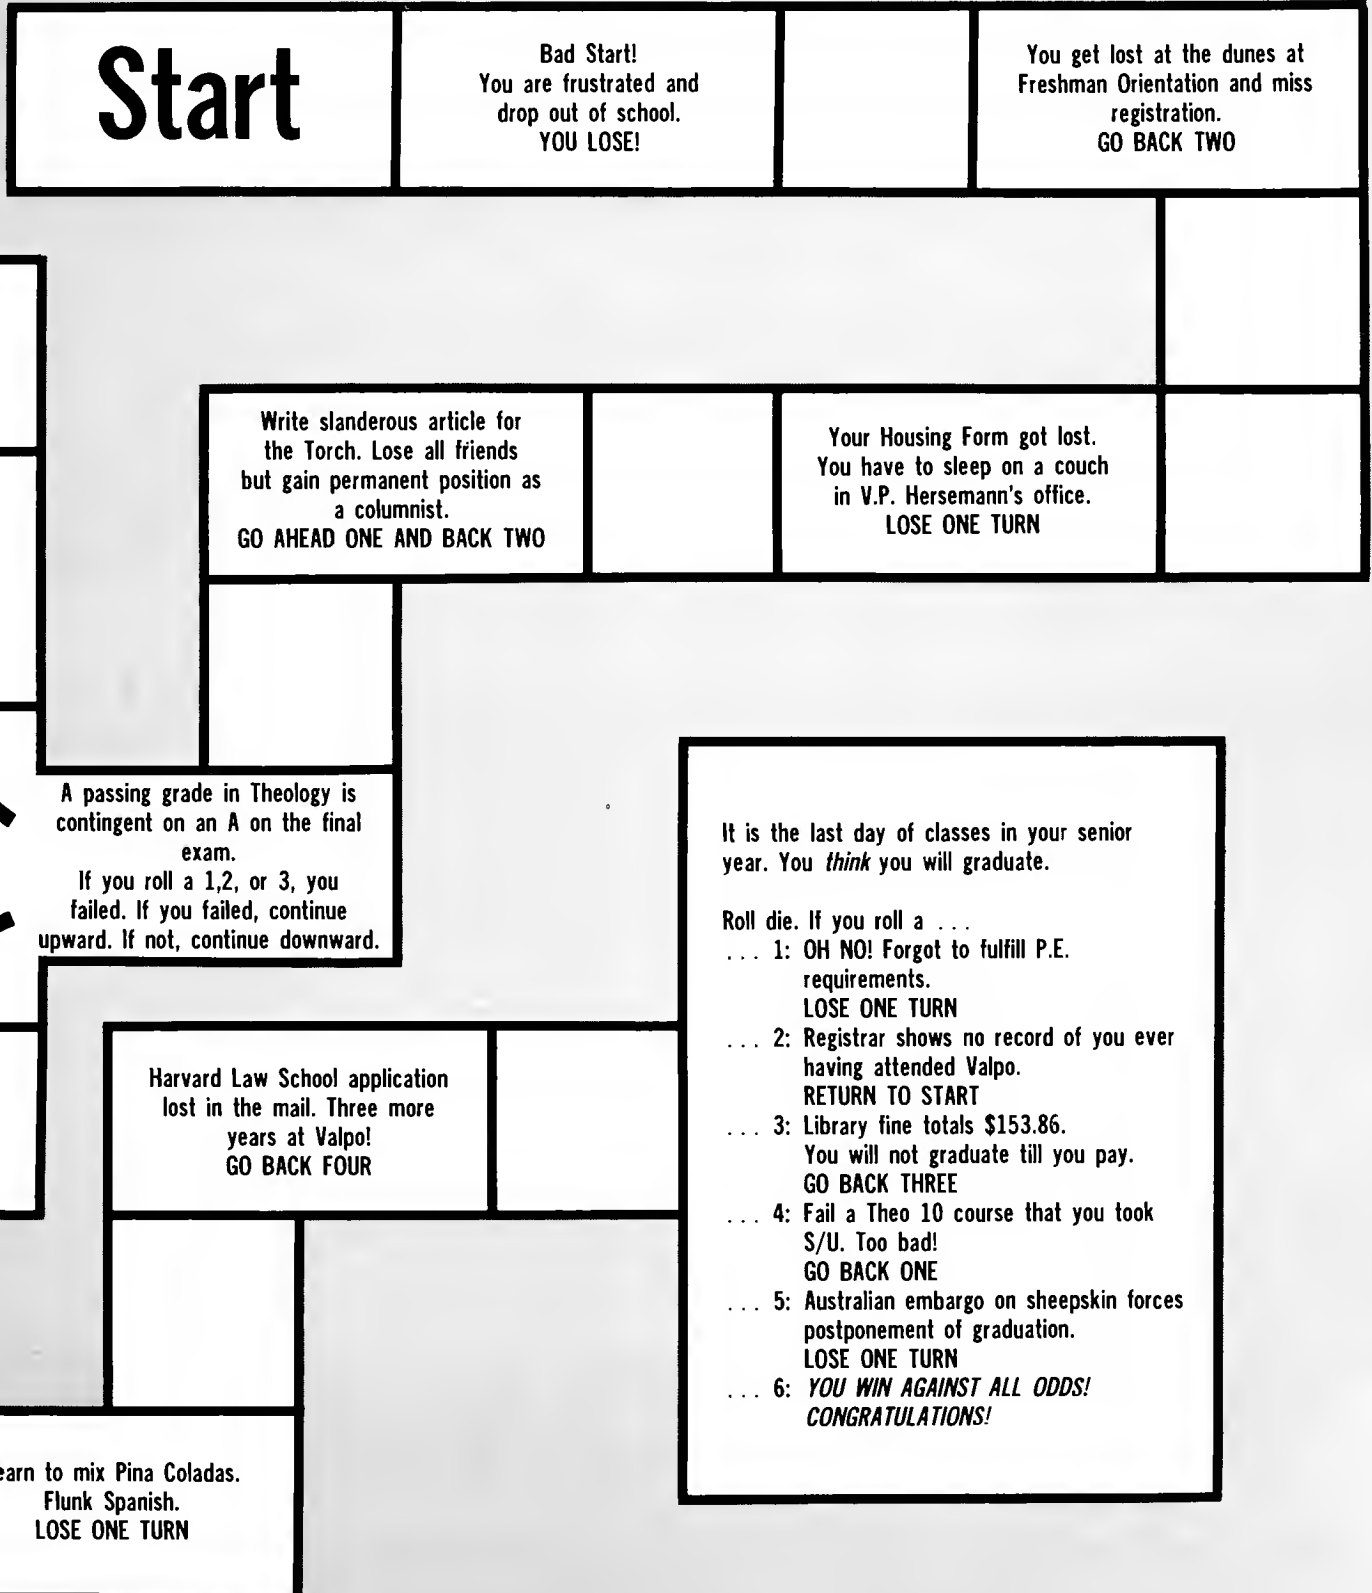 Start
Bad Start!
You are frustrated and
drop out of school.
YOU LOSE!
You get lost at the dunes at
Freshman Orientation and miss
registration.
GO BACK TWO
Your Housing Form got lost.
You have to sleep on a couch
in V.P. Hersemann's office.
LOSE ONE TURN
Write slanderous article for
the Torch. Lose all friends
but gain permanent position as
a columnist.
GO AHEAD ONE AND BACK TWO
A passing grade in Theology is
contingent on an A on the final
exam.
If you roll a 1,2, or 3, you
failed. If you failed, continue
upward. If not, continue downward.
to mix Pina Coladas.
Flunk Spanish.
LOSE ONE TURN
Harvard Law School application
lost in the mail. Three more
years at Valpo!
GO BACK FOUR
It is the last day of classes in your senior
year. You think you will graduate.
Roll die. If you roll a ...
... 1: OH NO! Forgot to fulfill P.E.
requirements.
LOSE ONE TURN
... 2: Registrar shows no record of you ever
having attended Valpo.
RETURN TO START
... 3: Library fine totals $153.86.
You will not graduate till you pay.
GO BACK THREE
... 4: Fail a Theo 10 course that you took
S/U. Too bad!
GO BACK ONE
... 5: Australian embargo on sheepskin forces
postponement of graduation.
LOSE ONE TURN
... 6: YOU WIN AGAINST ALL ODDS!
CONGRATULATIONS!